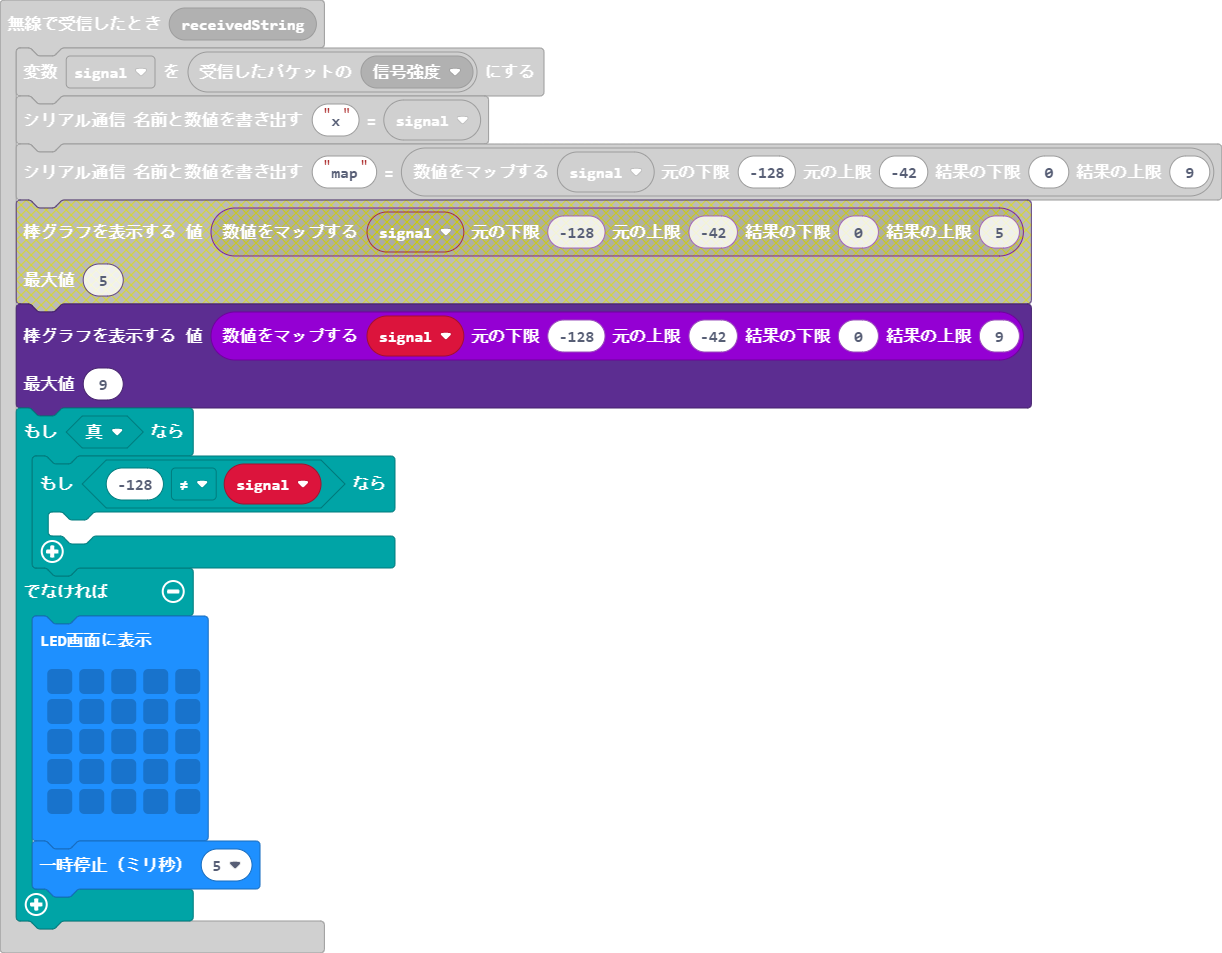 無線で受信したとき receivedString
変数 signal を 受信したパケットの 信号強度 にする
シリアル通信 名前と数値を書き出す "x" = signal
シリアル通信 名前と数値を書き出す "map" = 数値をマップする signal 元の下限 -128 元の上限 -42 結果の下限 0 結果の上限 9
棒グラフを表示する 値 数値をマップする signal 元の下限 -128 元の上限 -42 結果の下限 0 結果の上限 5
最大値 5
棒グラフを表示する 値 数値をマップする signal 元の下限 -128 元の上限 -42 結果の下限 0 結果の上限 9
最大値 9
もし 真 なら
もし -128 ≠ signal なら
でなければ
LED画面に表示
一時停止（ミリ秒） 5